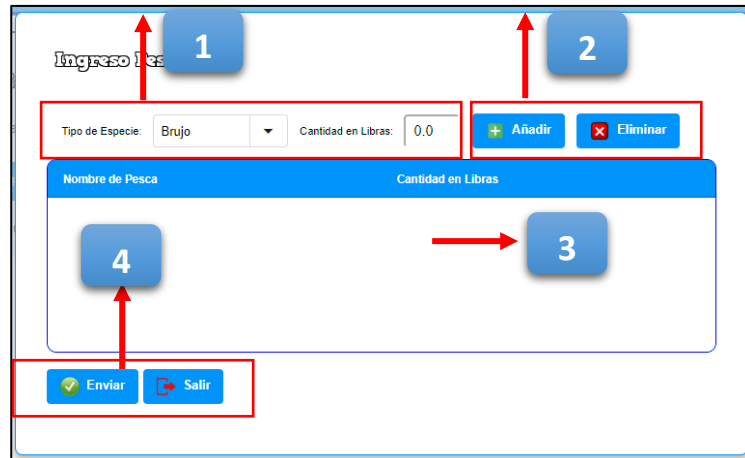 1
2
Ingreso
Tipo de Especie: Brujo Cantidad en Libras: 0.0 Añadir Eliminar
Nombre de Pesca Cantidad en Libras
3
4
Enviar Salir